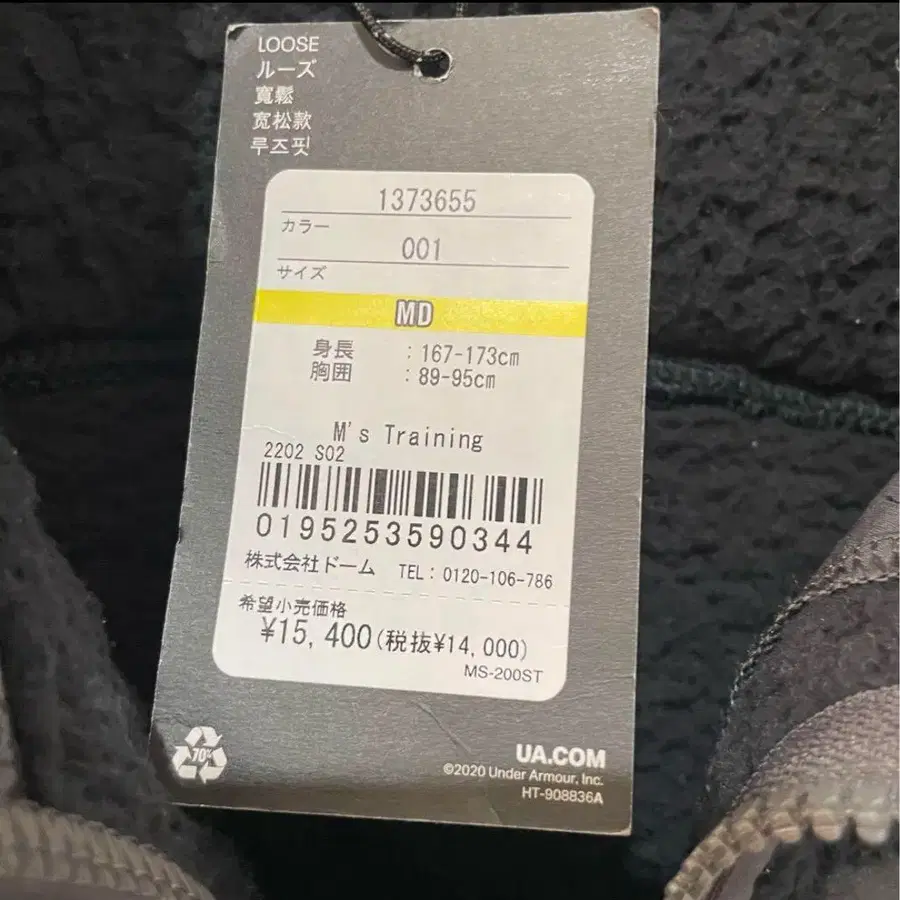 LOOSE
ルーズ
寬鬆
宽松款
루즈핏
1373655
カラー
001
サイズ
MD
身長 : 167-173cm
胸囲 : 89-95cm
M's Training
2202 S02
0195253590344
株式会社ドーム TEL: 0120-106-786
希望小売価格
¥15,400(税抜¥14,000)
MS-200ST
70%
UA.COM
©2020 Under Armour, Inc.
HT-908836A